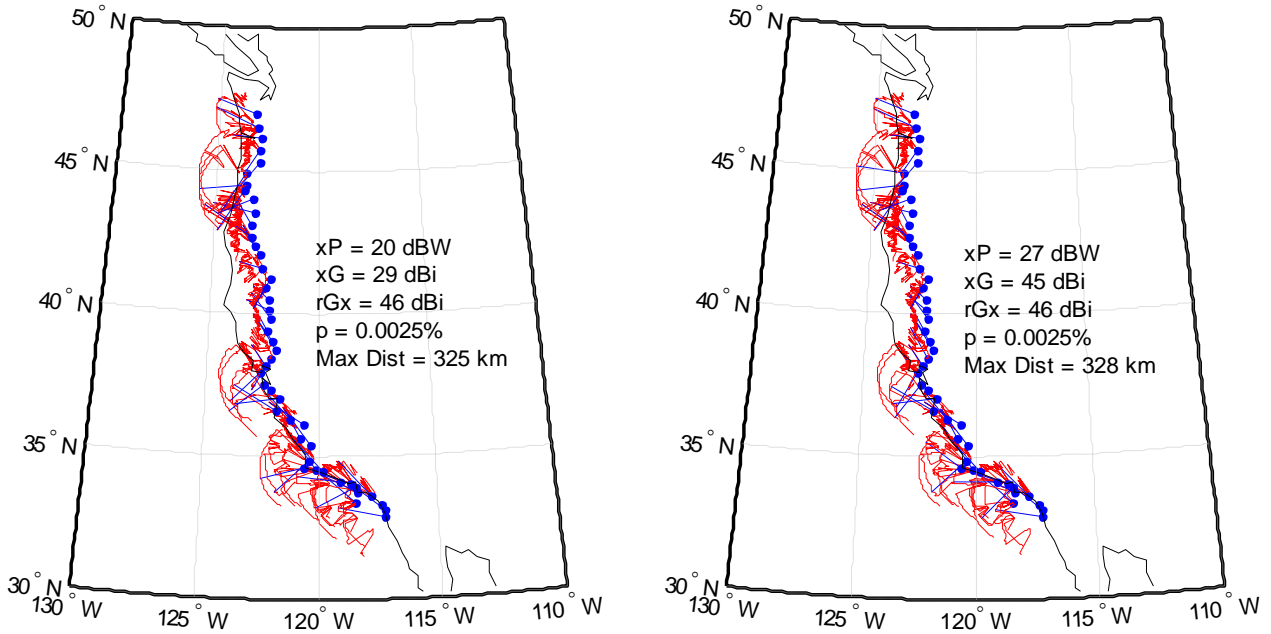 50° N
45° N
40° N
35° N
30° N
130° W
125° W
120° W
115° W
110° W
xP = 20 dBW
xG = 29 dBi
rGx = 46 dBi
p = 0.0025%
Max Dist = 325 km
50° N
45° N
40° N
35° N
30° N
130° W
125° W
120° W
115° W
110° W
xP = 27 dBW
xG = 45 dBi
rGx = 46 dBi
p = 0.0025%
Max Dist = 328 km